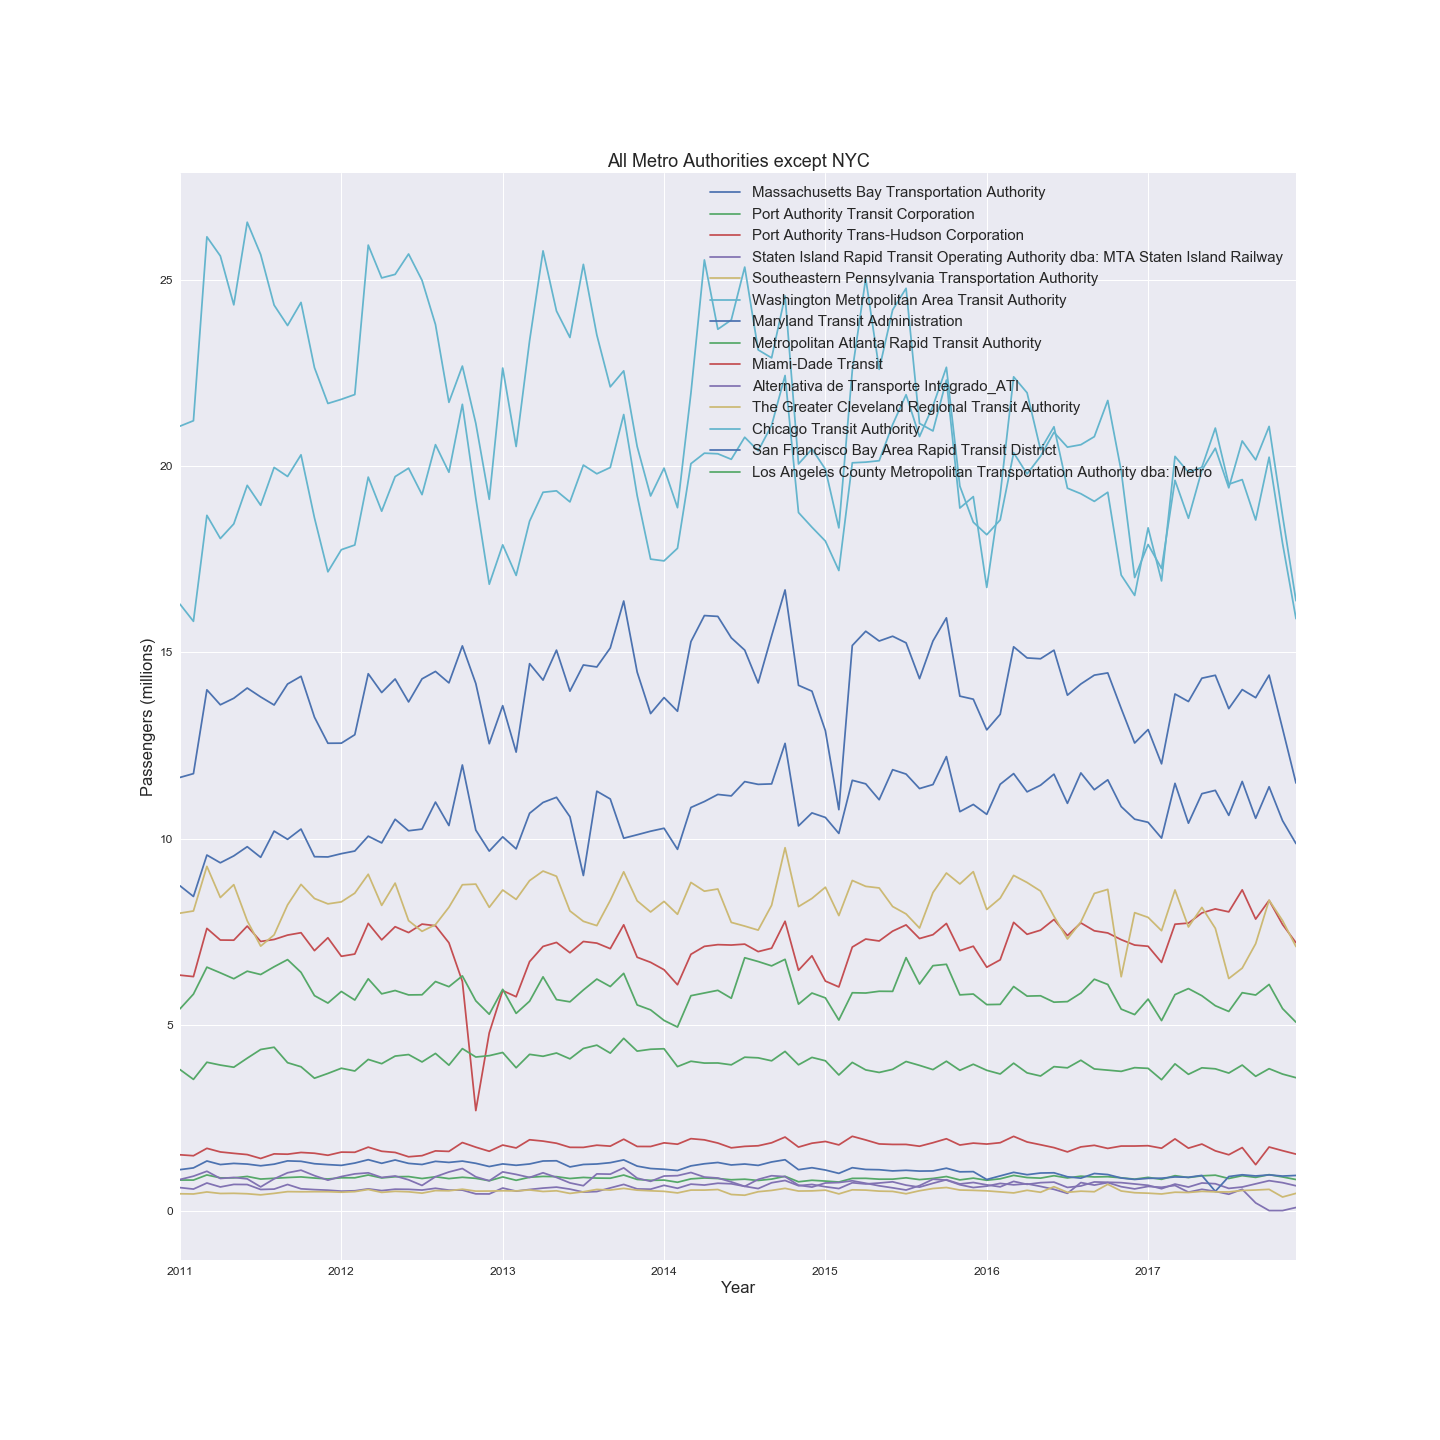 All Metro Authorities except NYC
Massachusetts Bay Transportation Authority
Port Authority Transit Corporation
Port Authority Trans-Hudson Corporation
Staten Island Rapid Transit Operating Authority dba: MTA Staten Island Railway
Southeastern Pennsylvania Transportation Authority
Washington Metropolitan Area Transit Authority
Maryland Transit Administration
Metropolitan Atlanta Rapid Transit Authority
Miami-Dade Transit
Alternativa de Transporte Integrado_ATI
The Greater Cleveland Regional Transit Authority
Chicago Transit Authority
San Francisco Bay Area Rapid Transit District
Los Angeles County Metropolitan Transportation Authority dba: Metro
Passengers (millions)
25
20
15
10
5
0
2011 2012 2013 2014 2015 2016 2017
Year